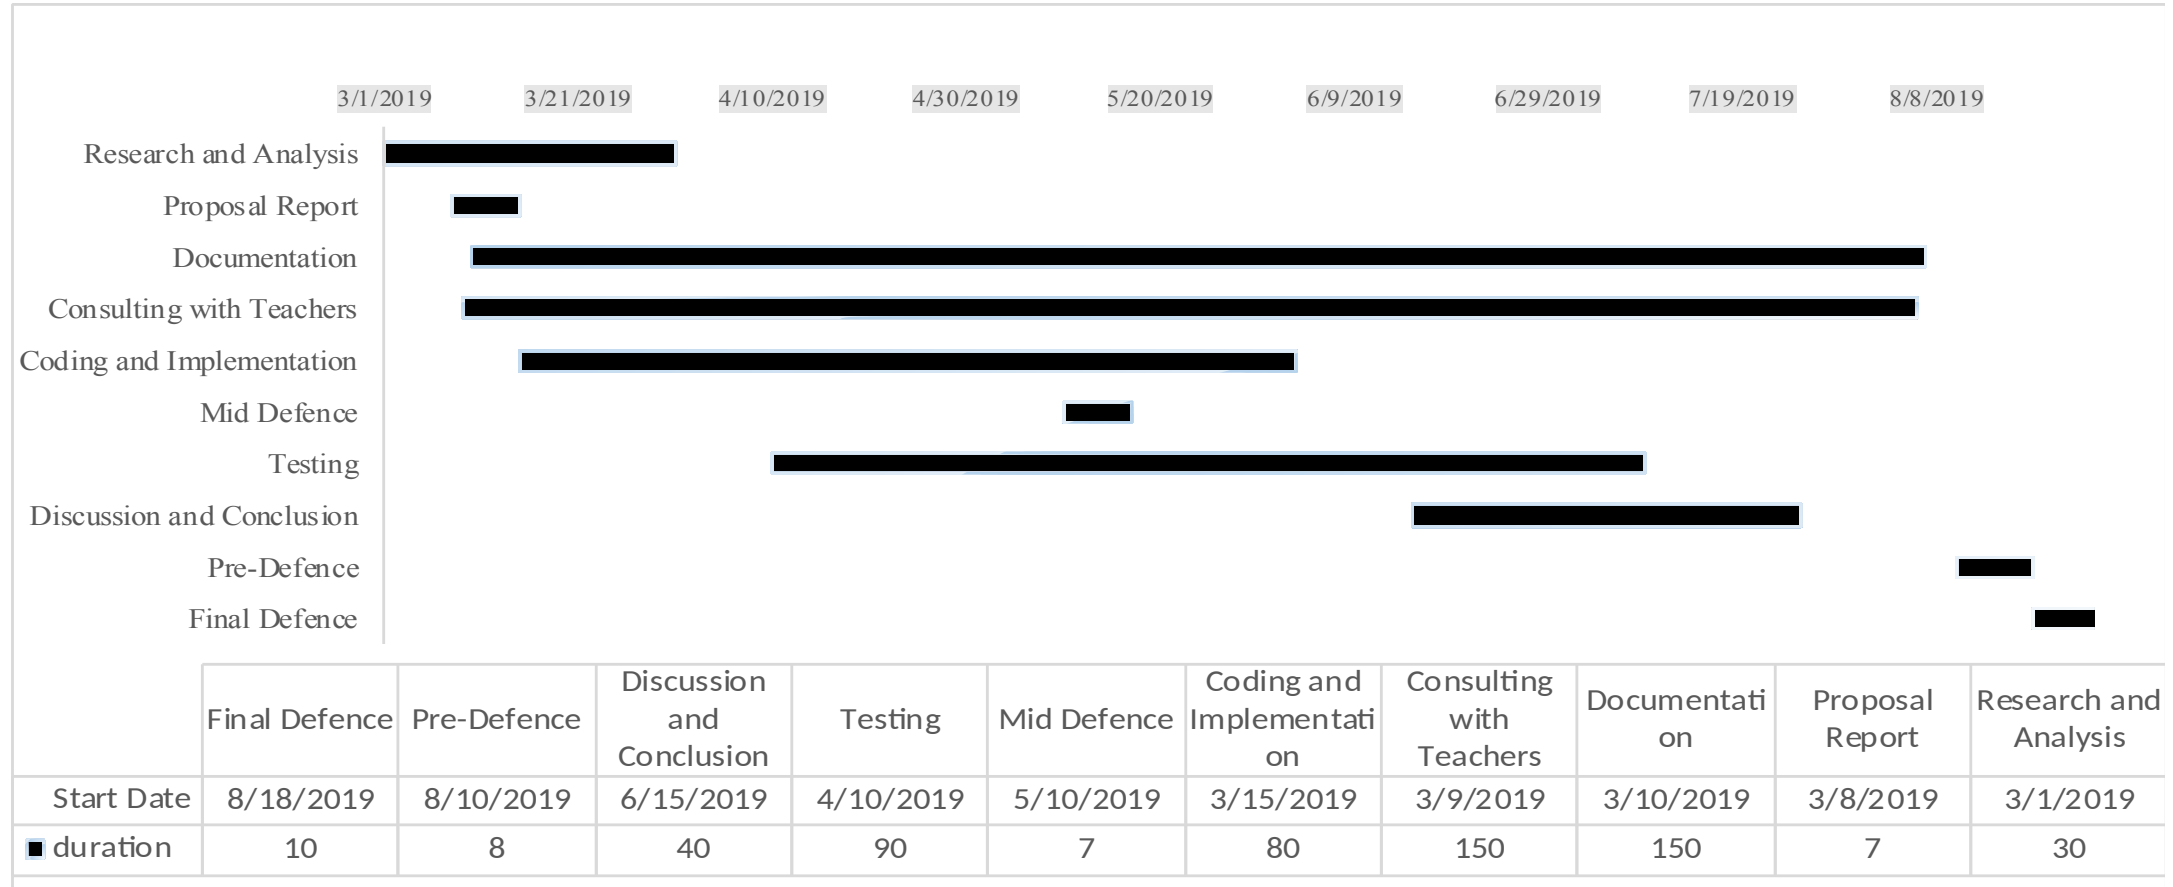 3/1/2019 3/21/2019 4/10/2019 4/30/2019 5/20/2019 6/9/2019 6/29/2019 7/19/2019 8/8/2019
Research and Analysis
Proposal Report
Documentation
Consulting with Teachers
Coding and Implementation
Mid Defence
Testing
Discussion and Conclusion
Pre-Defence
Final Defence
Final Defence
Pre-Defence
Discussion
and
Conclusion
Testing
Mid Defence
Coding and
Implementati
on
Consulting
with
Teachers
Documentati
on
Proposal
Report
Research and
Analysis
Start Date 8/18/2019 8/10/2019 6/15/2019 4/10/2019 5/10/2019 3/15/2019 3/9/2019 3/10/2019 3/8/2019 3/1/2019
duration 10 8 40 90 7 80 150 150 7 30